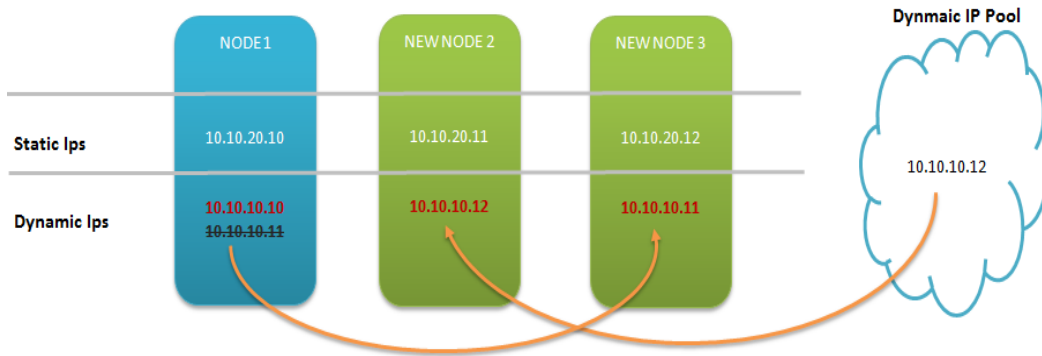 Dynmaic IP Pool
NODE 1
NEW NODE 2
NEW NODE 3
Static Ips
10.10.20.10
10.10.20.11
10.10.20.12
10.10.10.12
Dynamic Ips
10.10.10.10
10.10.10.11
10.10.10.12
10.10.10.11